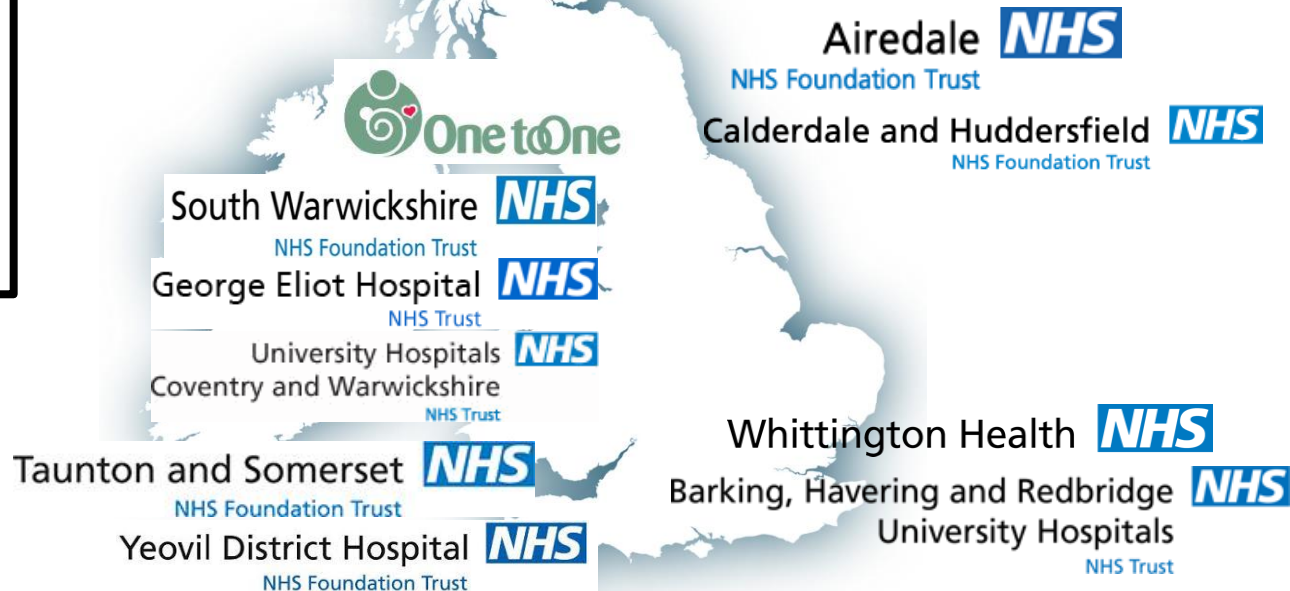 Airedale NHS
NHS Foundation Trust
Calderdale and Huddersfield NHS
NHS Foundation Trust
One to One
South Warwickshire NHS
NHS Foundation Trust
George Eliot Hospital NHS
NHS Trust
University Hospitals NHS
Coventry and Warwickshire
NHS Trust
Taunton and Somerset NHS
NHS Foundation Trust
Yeovil District Hospital NHS
NHS Foundation Trust
Whittington Health NHS
Barking, Havering and Redbridge NHS
University Hospitals
NHS Trust